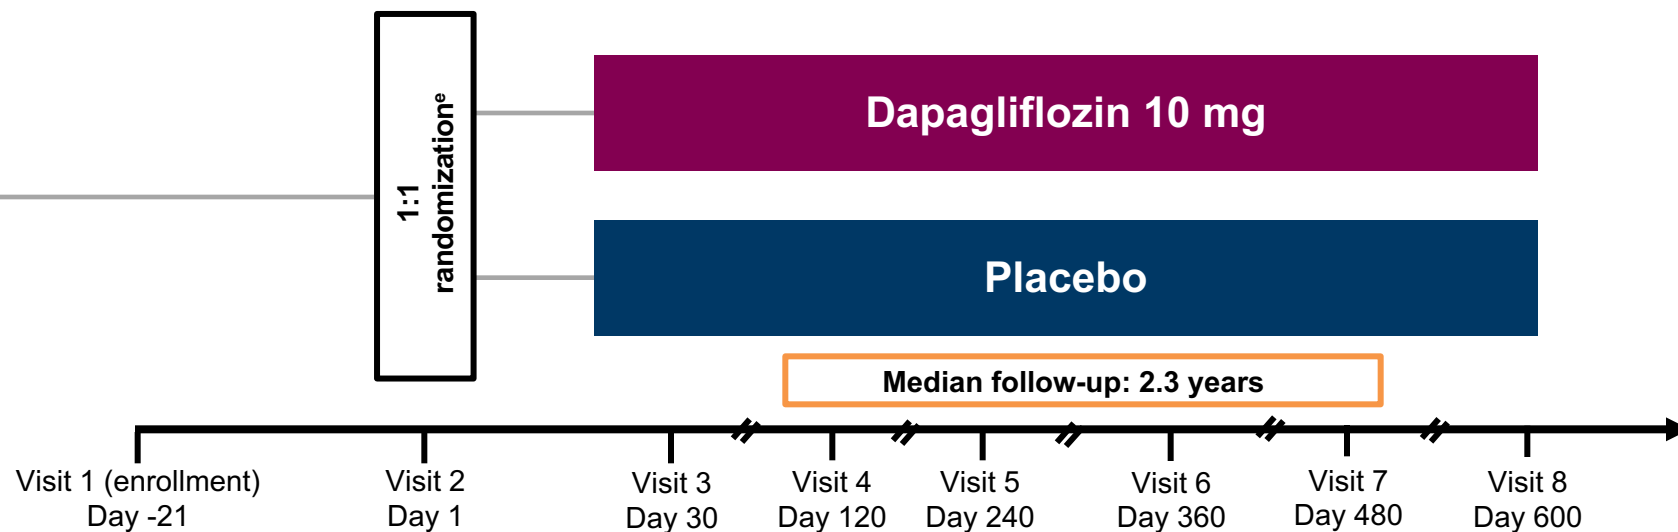 1:1
randomizationᵉ
Dapagliflozin 10 mg
Placebo
Median follow-up: 2.3 years
Visit 1 (enrollment)
Day -21
Visit 2
Day 1
Visit 3
Day 30
Visit 4
Day 120
Visit 5
Day 240
Visit 6
Day 360
Visit 7
Day 480
Visit 8
Day 600